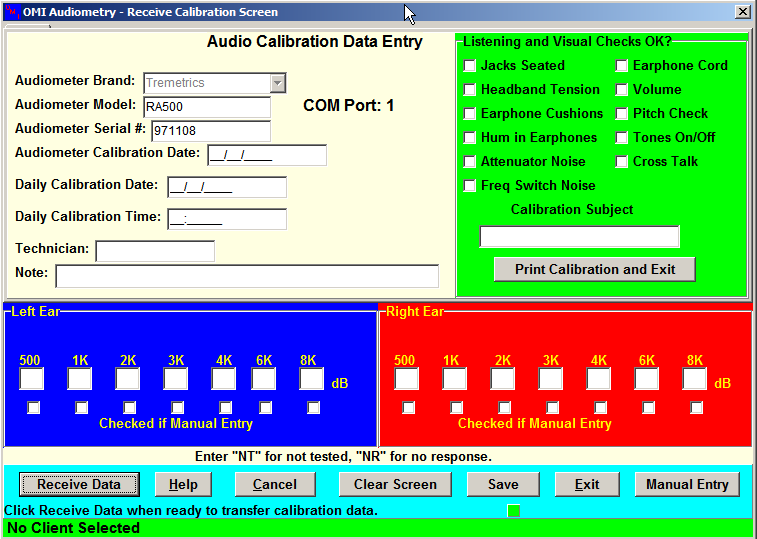 OMI Audiometry - Receive Calibration Screen
Audio Calibration Data Entry
Audiometer Brand: Tremetrics
Audiometer Model: RA500
COM Port: 1
Audiometer Serial #: 971108
Audiometer Calibration Date: __/__/____
Daily Calibration Date: __/__/____
Daily Calibration Time: __:_____
Technician:
Note:
Listening and Visual Checks OK?
Jacks Seated Earphone Cord
Headband Tension Volume
Earphone Cushions Pitch Check
Hum in Earphones Tones On/Off
Attenuator Noise Cross Talk
Freq Switch Noise
Calibration Subject
Print Calibration and Exit
Left Ear
500 1K 2K 3K 4K 6K 8K
dB
Checked if Manual Entry
Right Ear
500 1K 2K 3K 4K 6K 8K
dB
Checked if Manual Entry
Enter "NT" for not tested, "NR" for no response.
Receive Data Help Cancel Clear Screen Save Exit Manual Entry
Click Receive Data when ready to transfer calibration data.
No Client Selected